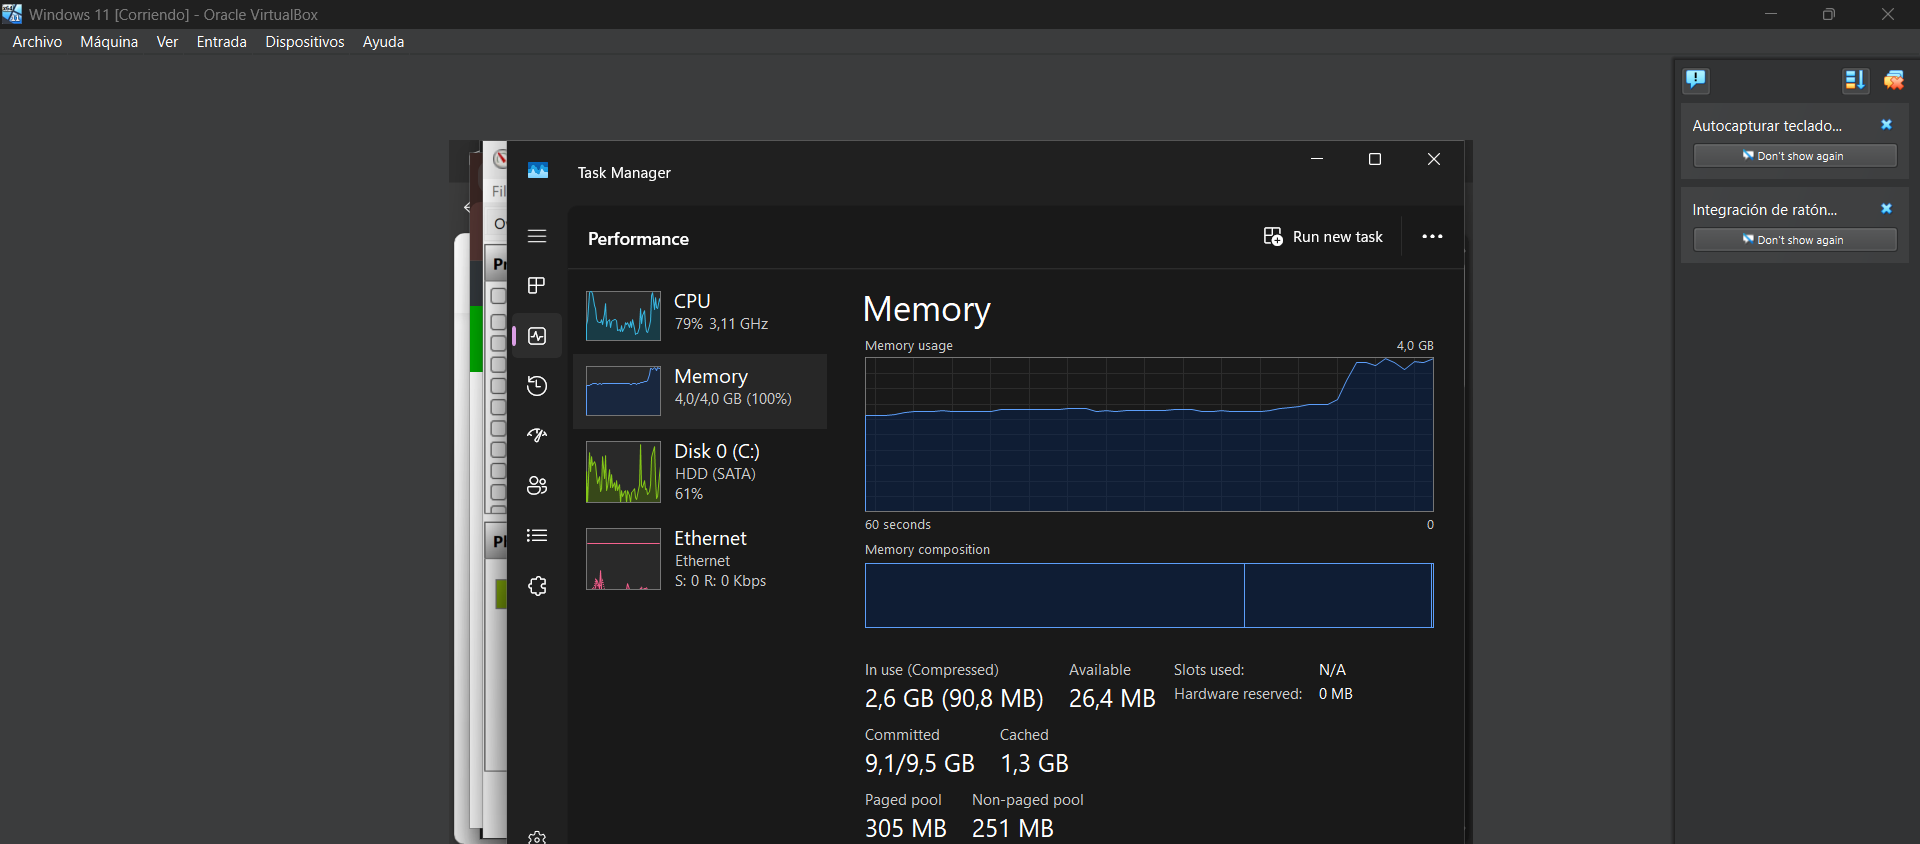 Windows 11 [Corriendo] - Oracle VirtualBox
Archivo Máquina Ver Entrada Dispositivos Ayuda
Autocapturar teclado...
Don't show again
Integración de ratón...
Don't show again
Fil
O
Pr
Ph
Task Manager
Performance
Run new task
CPU
79% 3,11 GHz
Memory
4,0/4,0 GB (100%)
Disk 0 (C:)
HDD (SATA)
61%
Ethernet
Ethernet
S: 0 R: 0 Kbps
Memory
Memory usage 4,0 GB
60 seconds 0
Memory composition
In use (Compressed) Available Slots used: N/A
2,6 GB (90,8 MB) 26,4 MB Hardware reserved: 0 MB
Committed Cached
9,1/9,5 GB 1,3 GB
Paged pool Non-paged pool
305 MB 251 MB